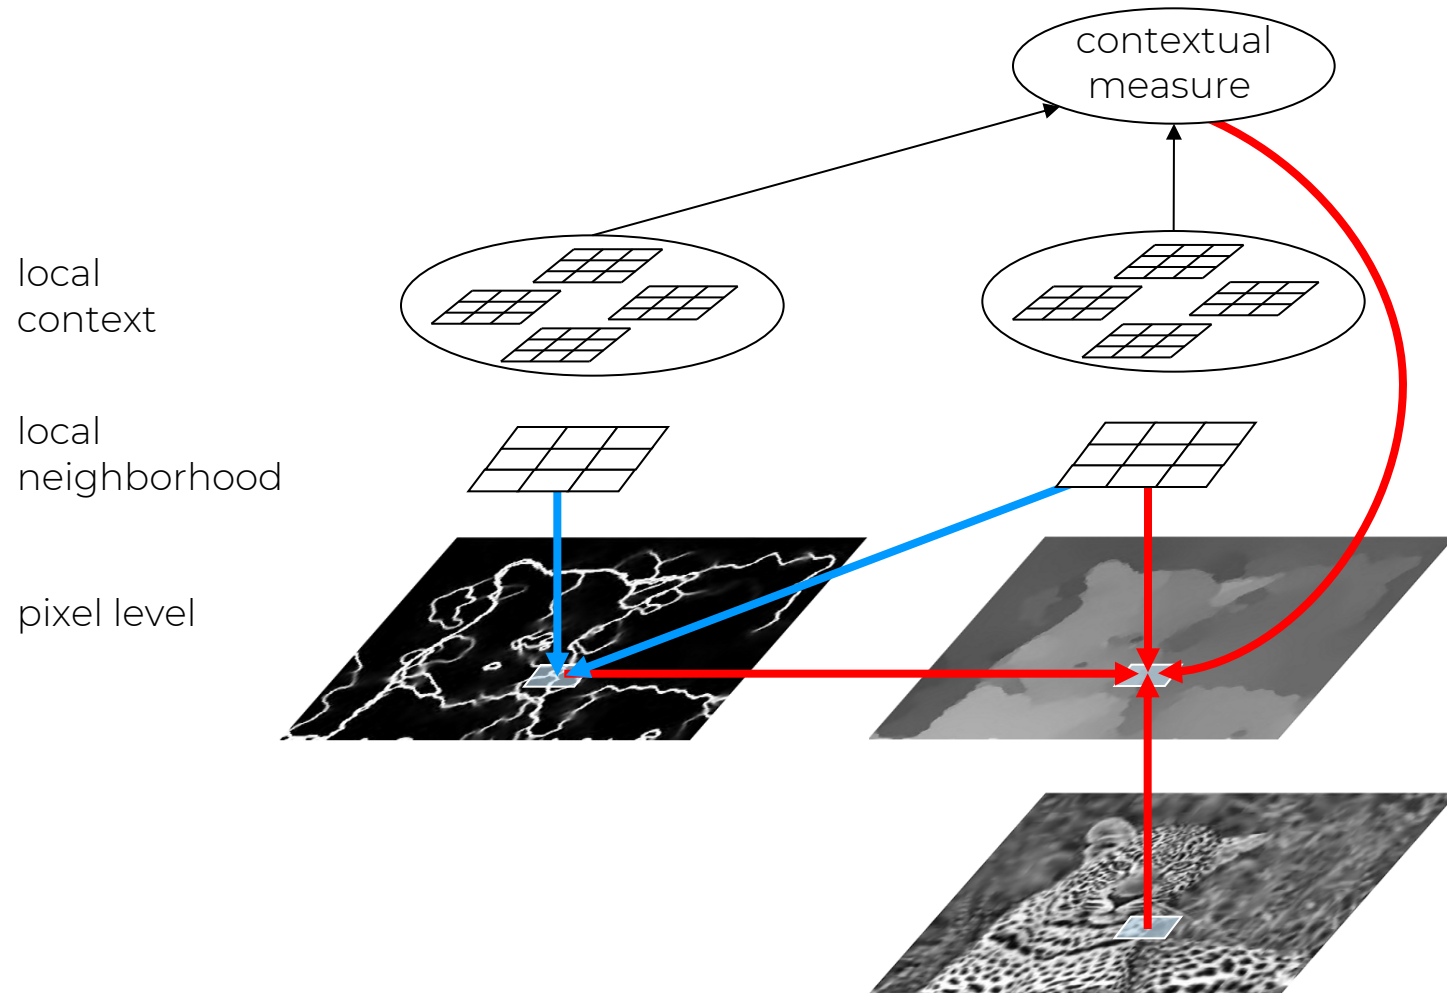 contextual
measure
local
context
local
neighborhood
pixel level